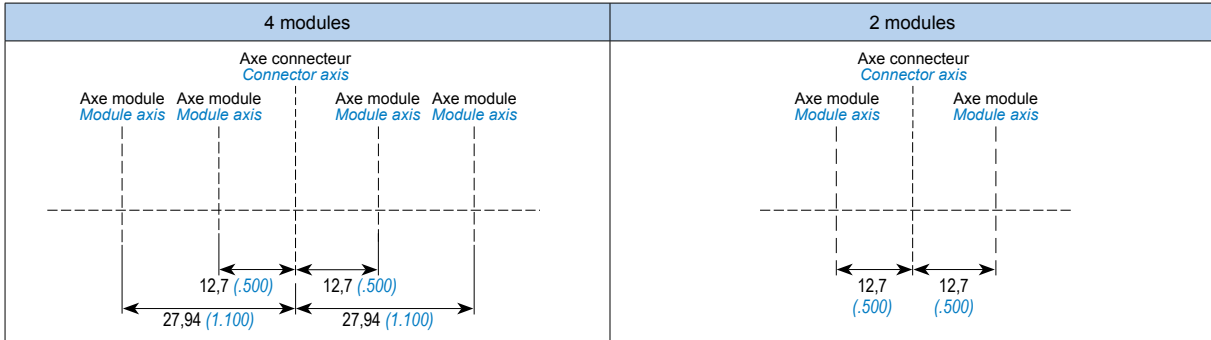 4 modules
2 modules
Axe connecteur
Connector axis
Axe module
Module axis
Axe module
Module axis
Axe module
Module axis
Axe module
Module axis
12,7 (.500)
12,7 (.500)
27,94 (1.100)
27,94 (1.100)
Axe connecteur
Connector axis
Axe module
Module axis
Axe module
Module axis
12,7
(.500)
12,7
(.500)